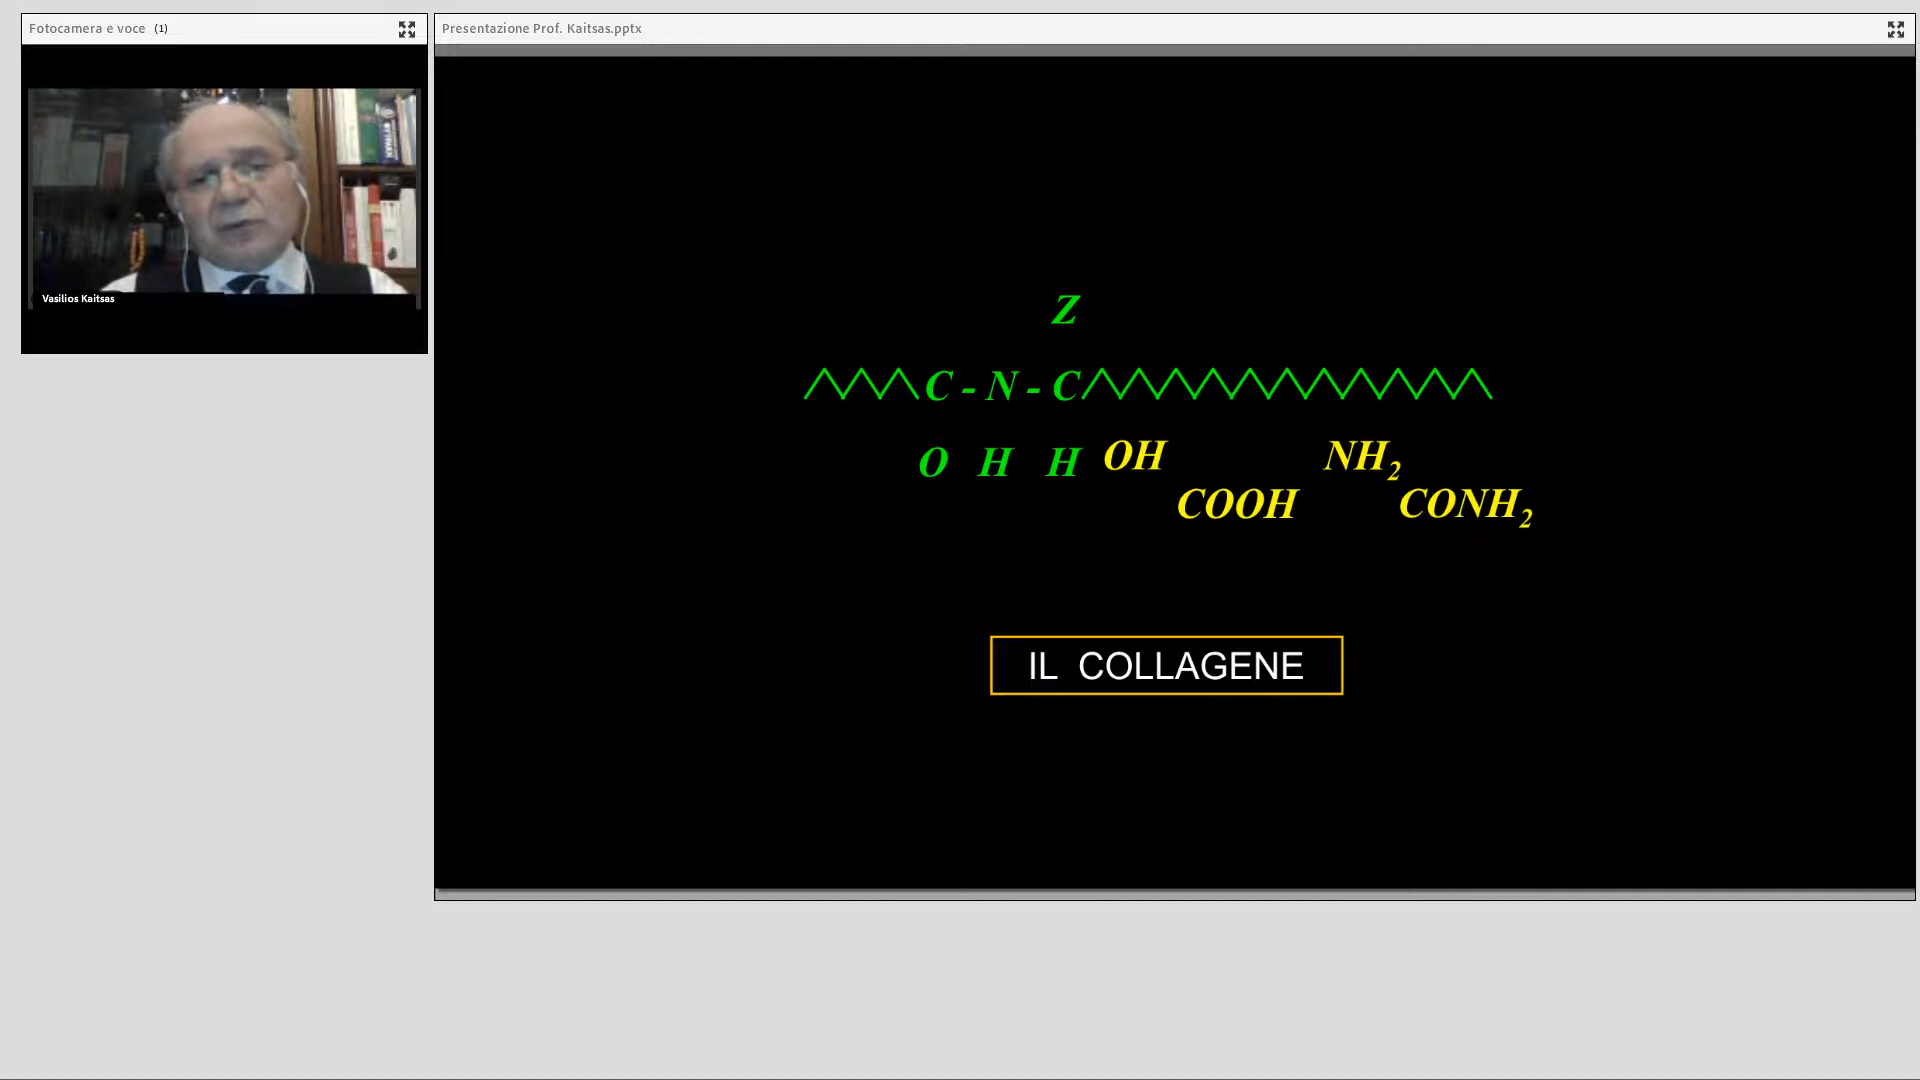 Fotocamera e voce (1)
Presentazione Prof. Kaitsas.pptx
Vasilios Kaitsas
Z
C - N - C
O H H OH NH2
COOH CONH2
IL COLLAGENE